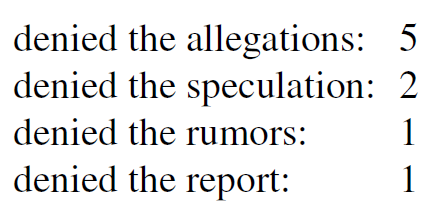 denied the allegations: 5
denied the speculation: 2
denied the rumors: 1
denied the report: 1